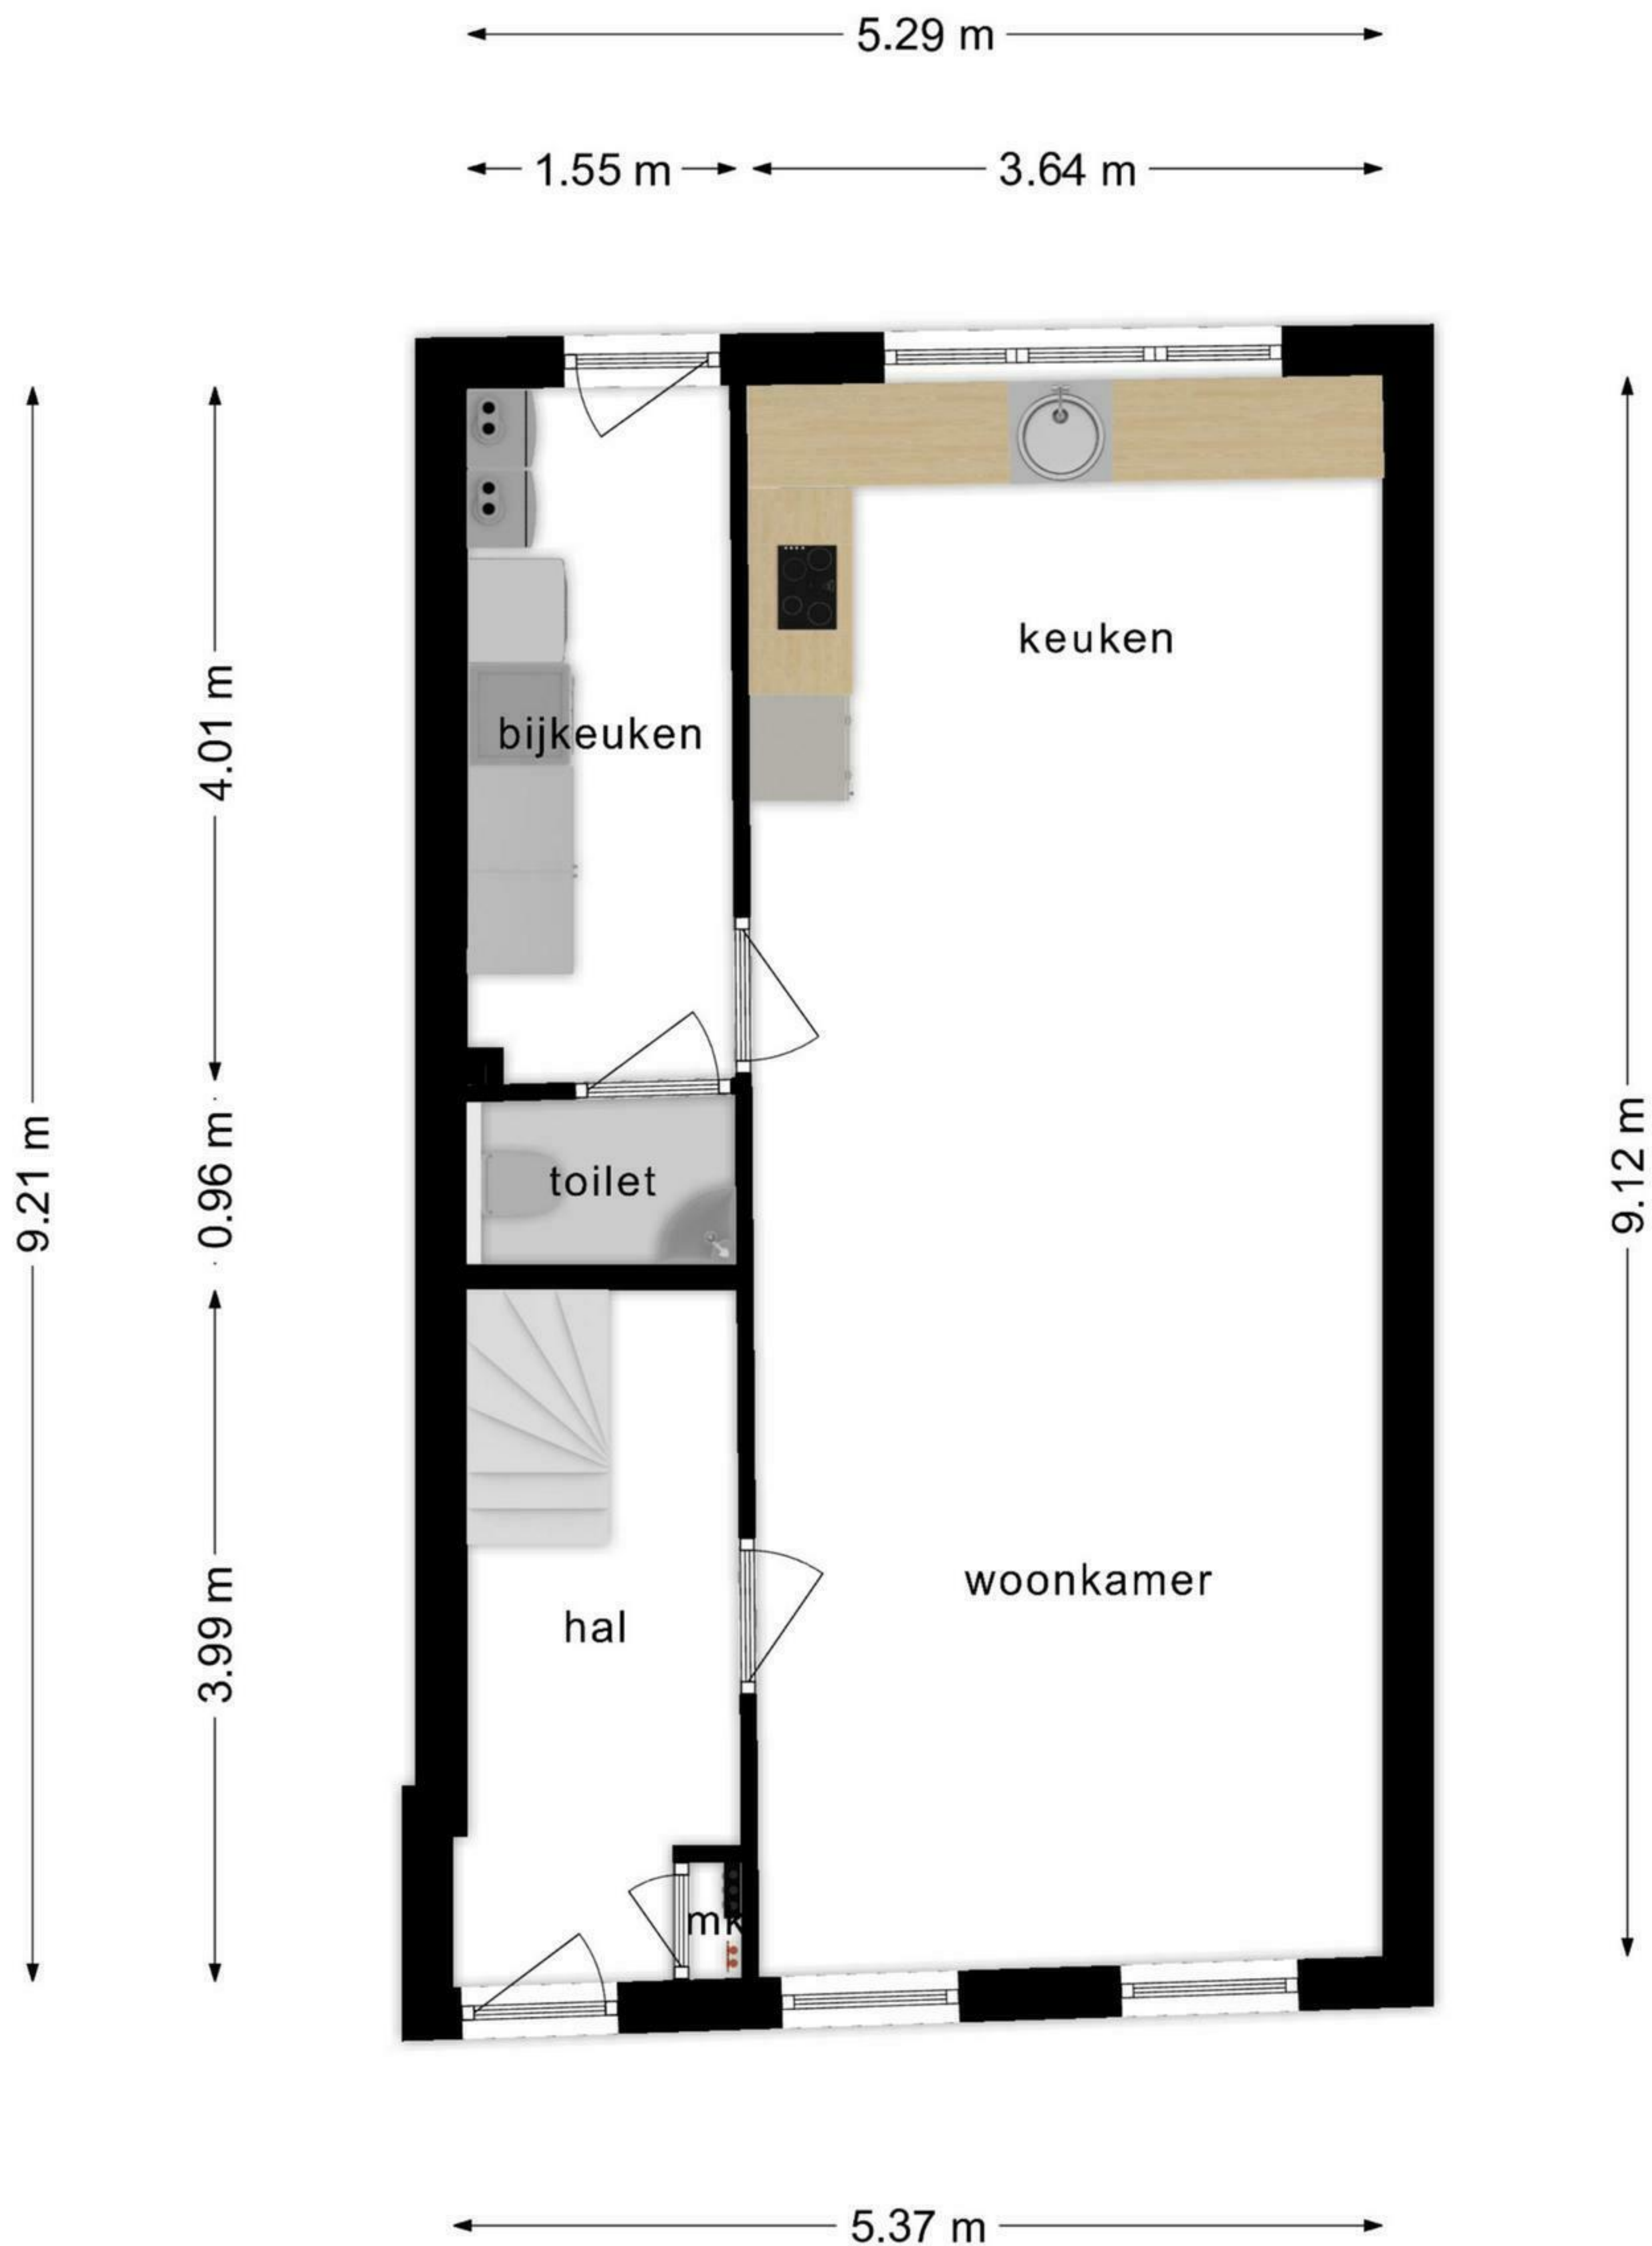 5.29 m
1.55 m
3.64 m
keuken
bijkeuken
4.01 m
9.21 m
0.96 m
9.12 m
toilet
woonkamer
hal
3.99 m
mk
5.37 m